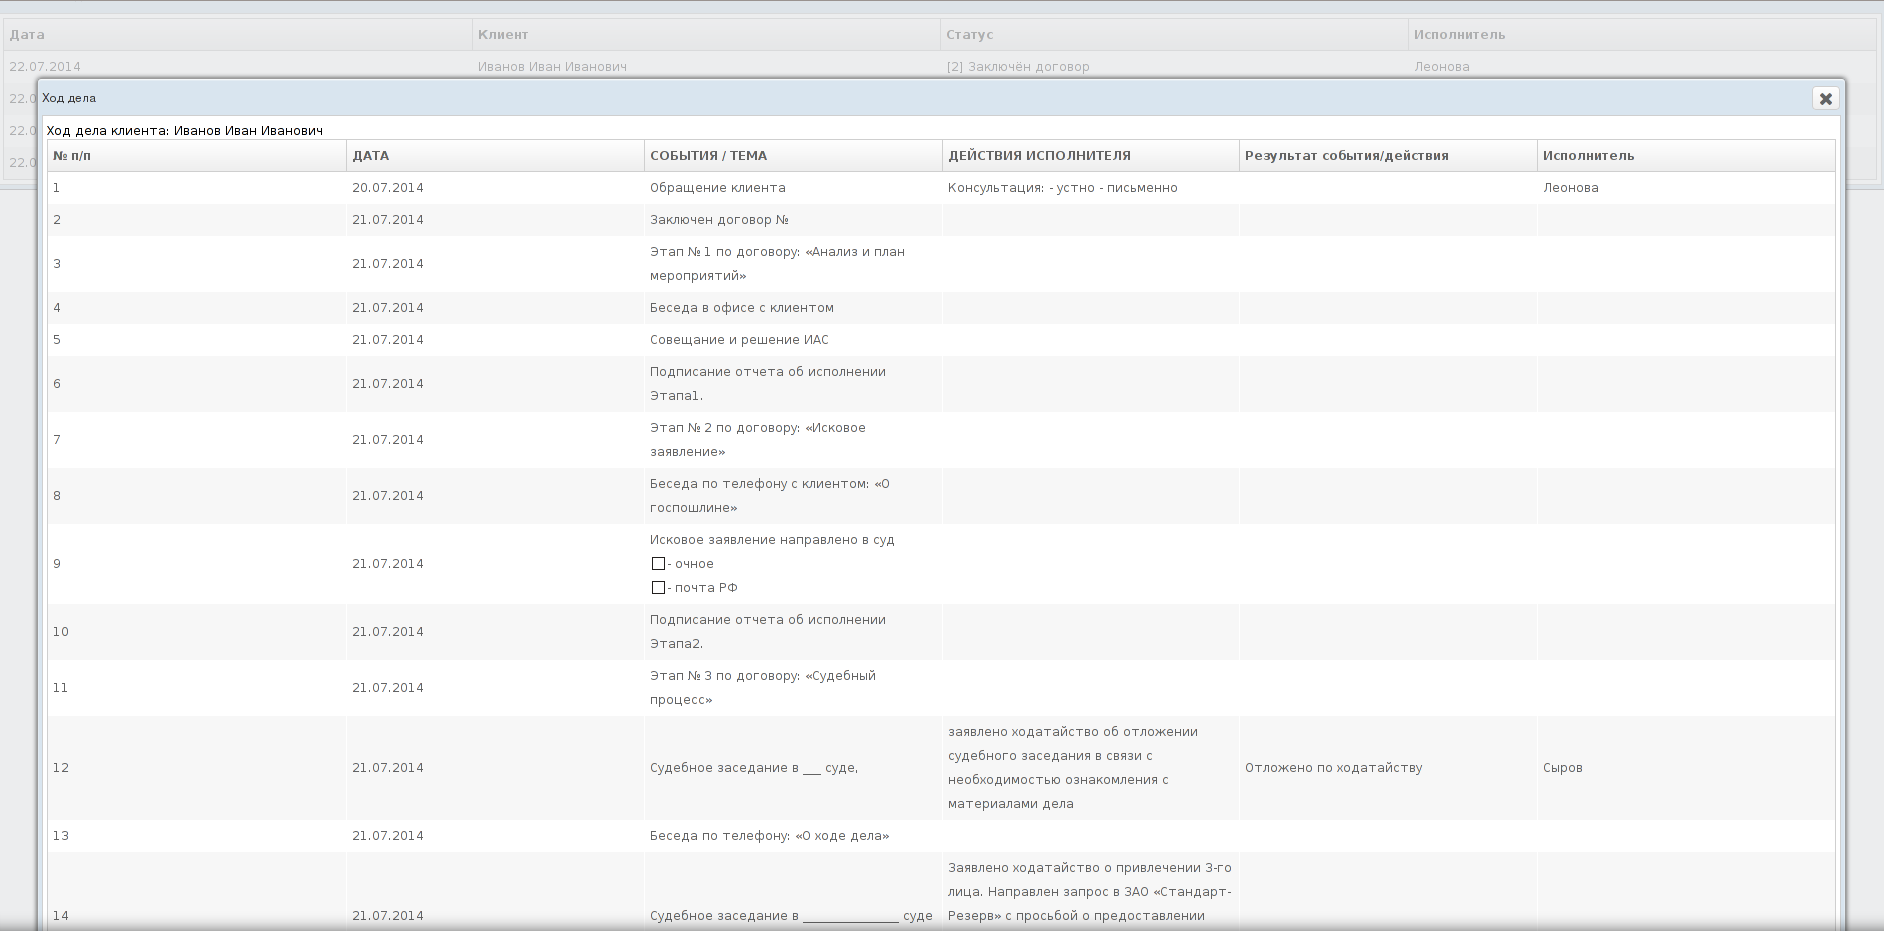 Дата Клиент Статус Исполнитель
22.07.2014 Иванов Иван Иванович [2] Заключён договор Леонова
22.0
22.0
22.0
Ход дела
Ход дела клиента: Иванов Иван Иванович
№ п/п ДАТА СОБЫТИЯ / ТЕМА ДЕЙСТВИЯ ИСПОЛНИТЕЛЯ Результат события/действия Исполнитель
1 20.07.2014 Обращение клиента Консультация: - устно - письменно Леонова
2 21.07.2014 Заключен договор №
3 21.07.2014 Этап № 1 по договору: «Анализ и план
мероприятий»
4 21.07.2014 Беседа в офисе с клиентом
5 21.07.2014 Совещание и решение ИАС
6 21.07.2014 Подписание отчета об исполнении
Этапа1.
7 21.07.2014 Этап № 2 по договору: «Исковое
заявление»
8 21.07.2014 Беседа по телефону с клиентом: «О
госпошлине»
9 21.07.2014 Исковое заявление направлено в суд
- очное
- почта РФ
10 21.07.2014 Подписание отчета об исполнении
Этапа2.
11 21.07.2014 Этап № 3 по договору: «Судебный
процесс»
12 21.07.2014 Судебное заседание в ___ суде,
заявлено ходатайство об отложении
судебного заседания в связи с
необходимостью ознакомления с
материалами дела
Отложено по ходатайству Сыров
13 21.07.2014 Беседа по телефону: «О ходе дела»
14 21.07.2014 Судебное заседание в ________________ суде
Заявлено ходатайство о привлечении 3-го
лица. Направлен запрос в ЗАО «Стандарт-
Резерв» с просьбой о предоставлении